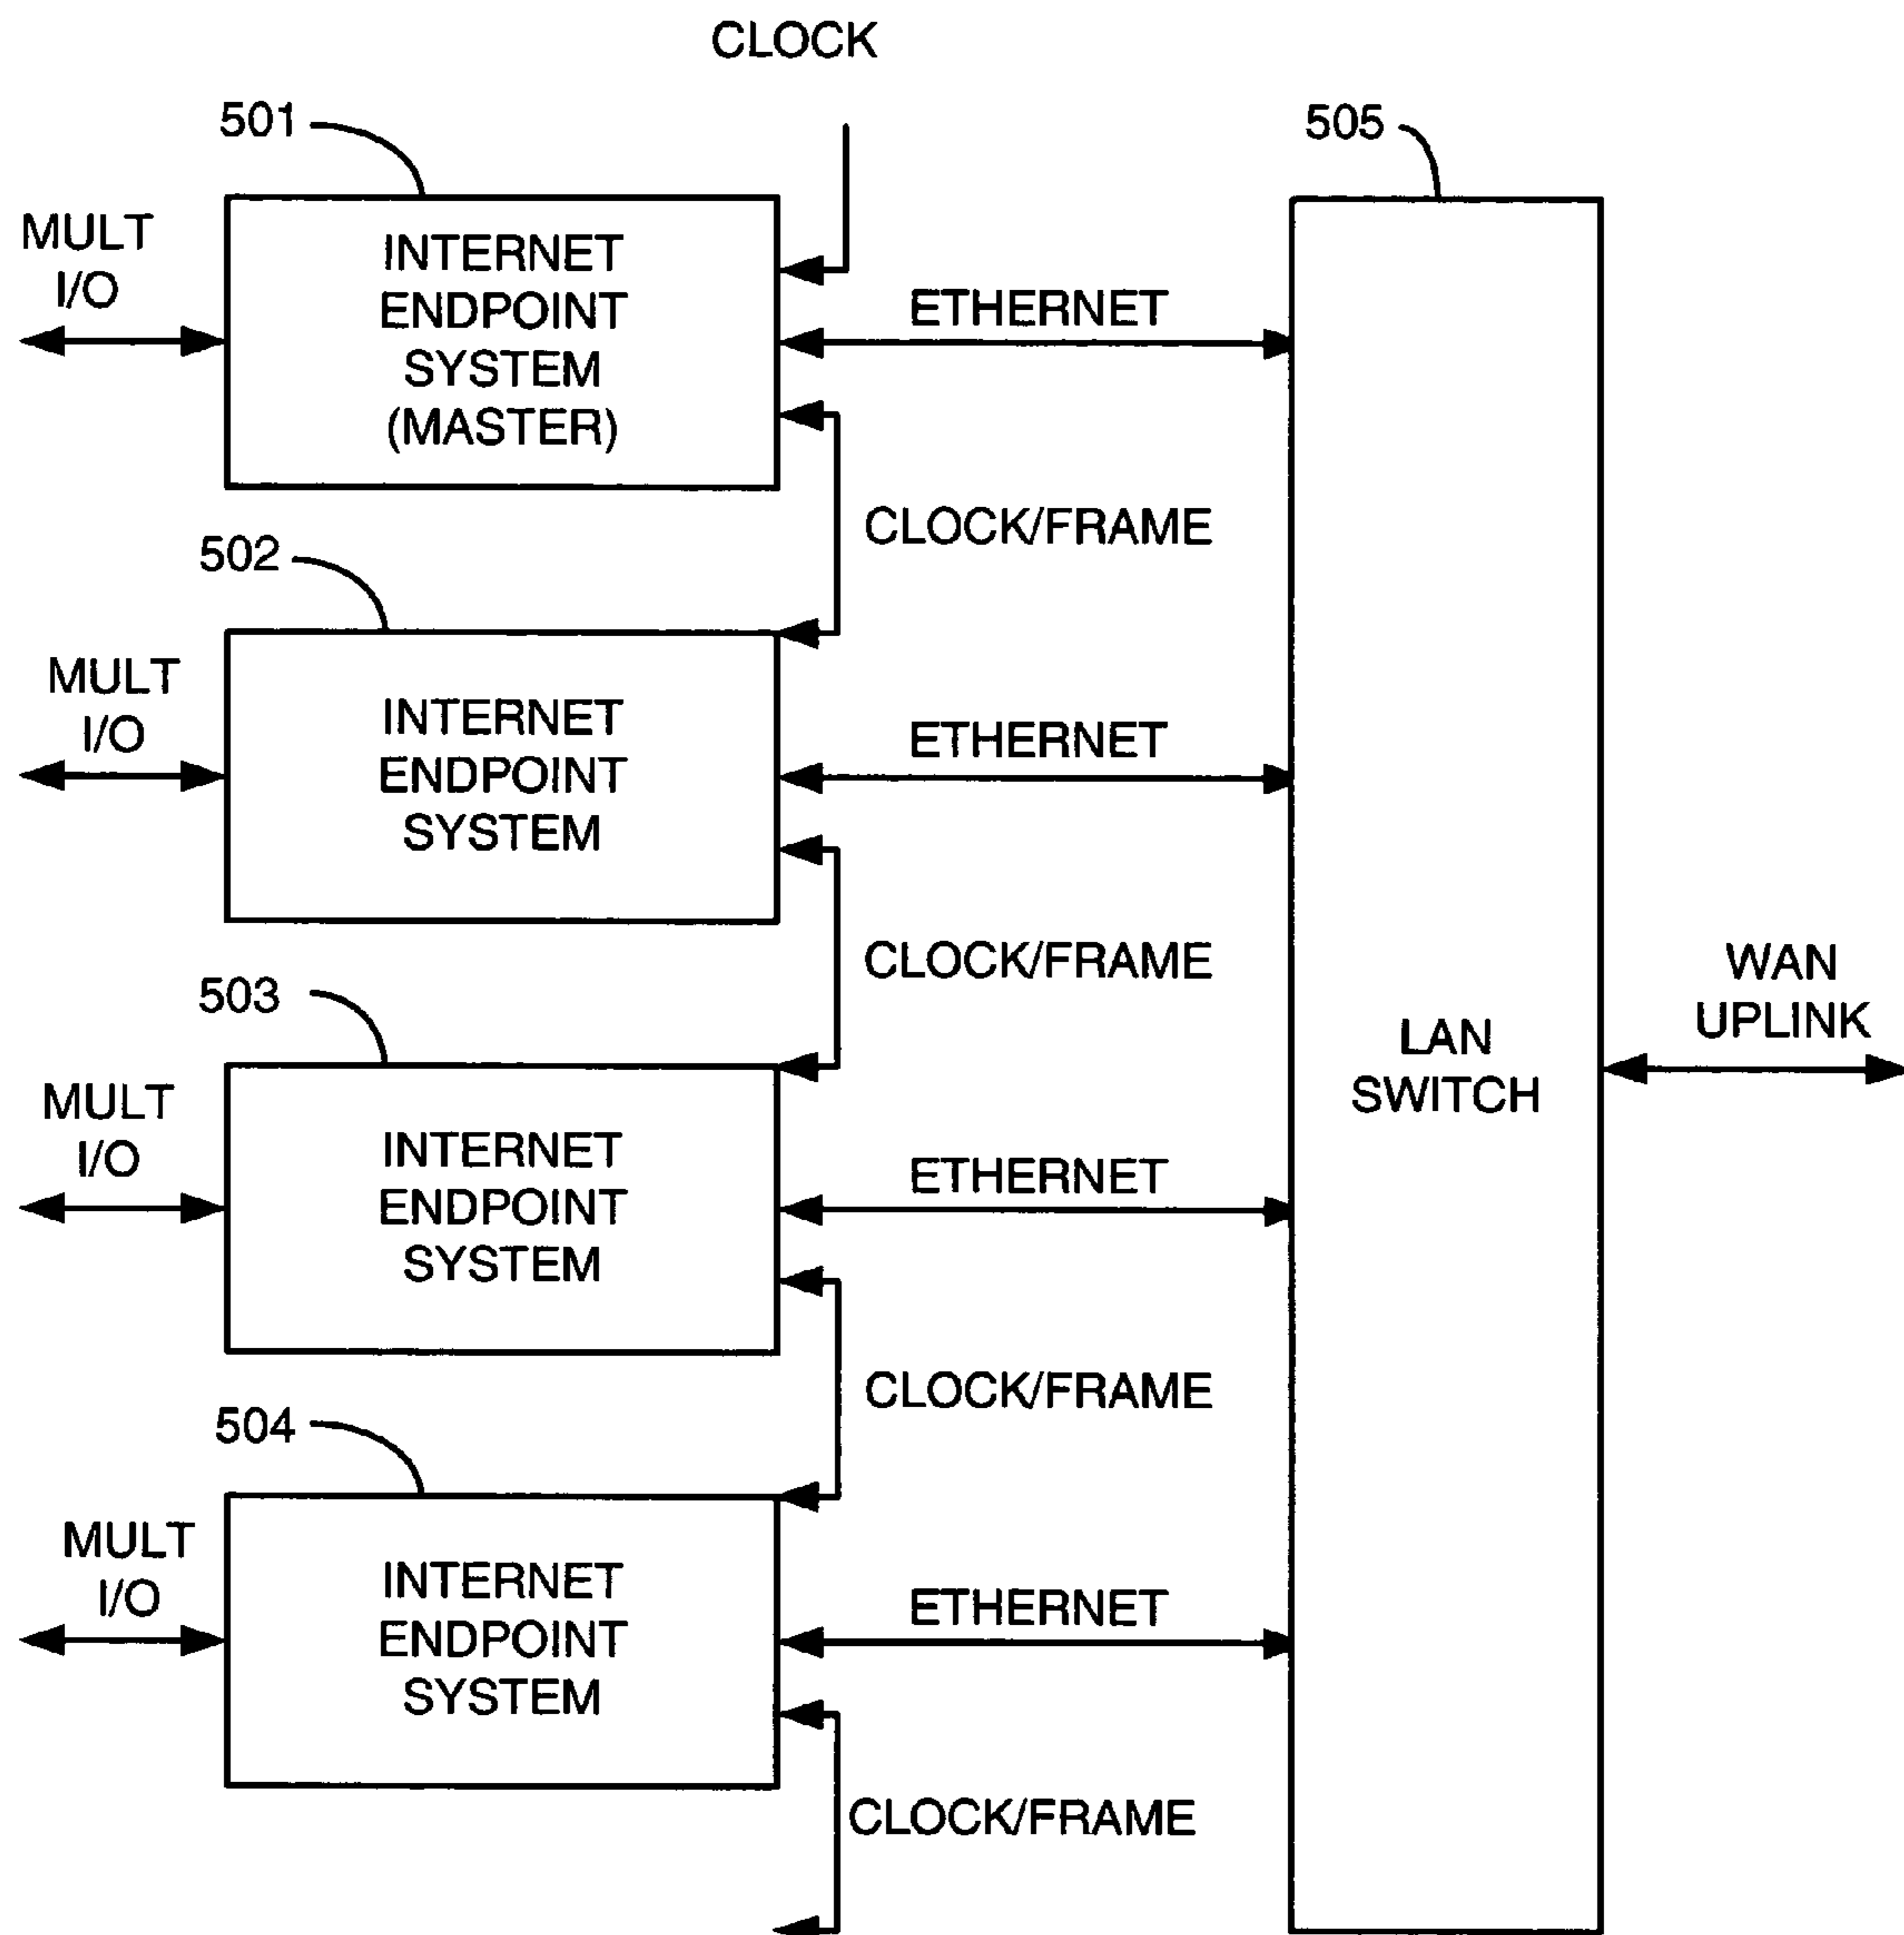 CLOCK
501
505
MULT
I/O
INTERNET
ENDPOINT
SYSTEM
(MASTER)
ETHERNET
CLOCK/FRAME
502
MULT
I/O
INTERNET
ENDPOINT
SYSTEM
ETHERNET
CLOCK/FRAME
503
MULT
I/O
INTERNET
ENDPOINT
SYSTEM
ETHERNET
LAN
SWITCH
WAN
UPLINK
CLOCK/FRAME
504
MULT
I/O
INTERNET
ENDPOINT
SYSTEM
ETHERNET
CLOCK/FRAME